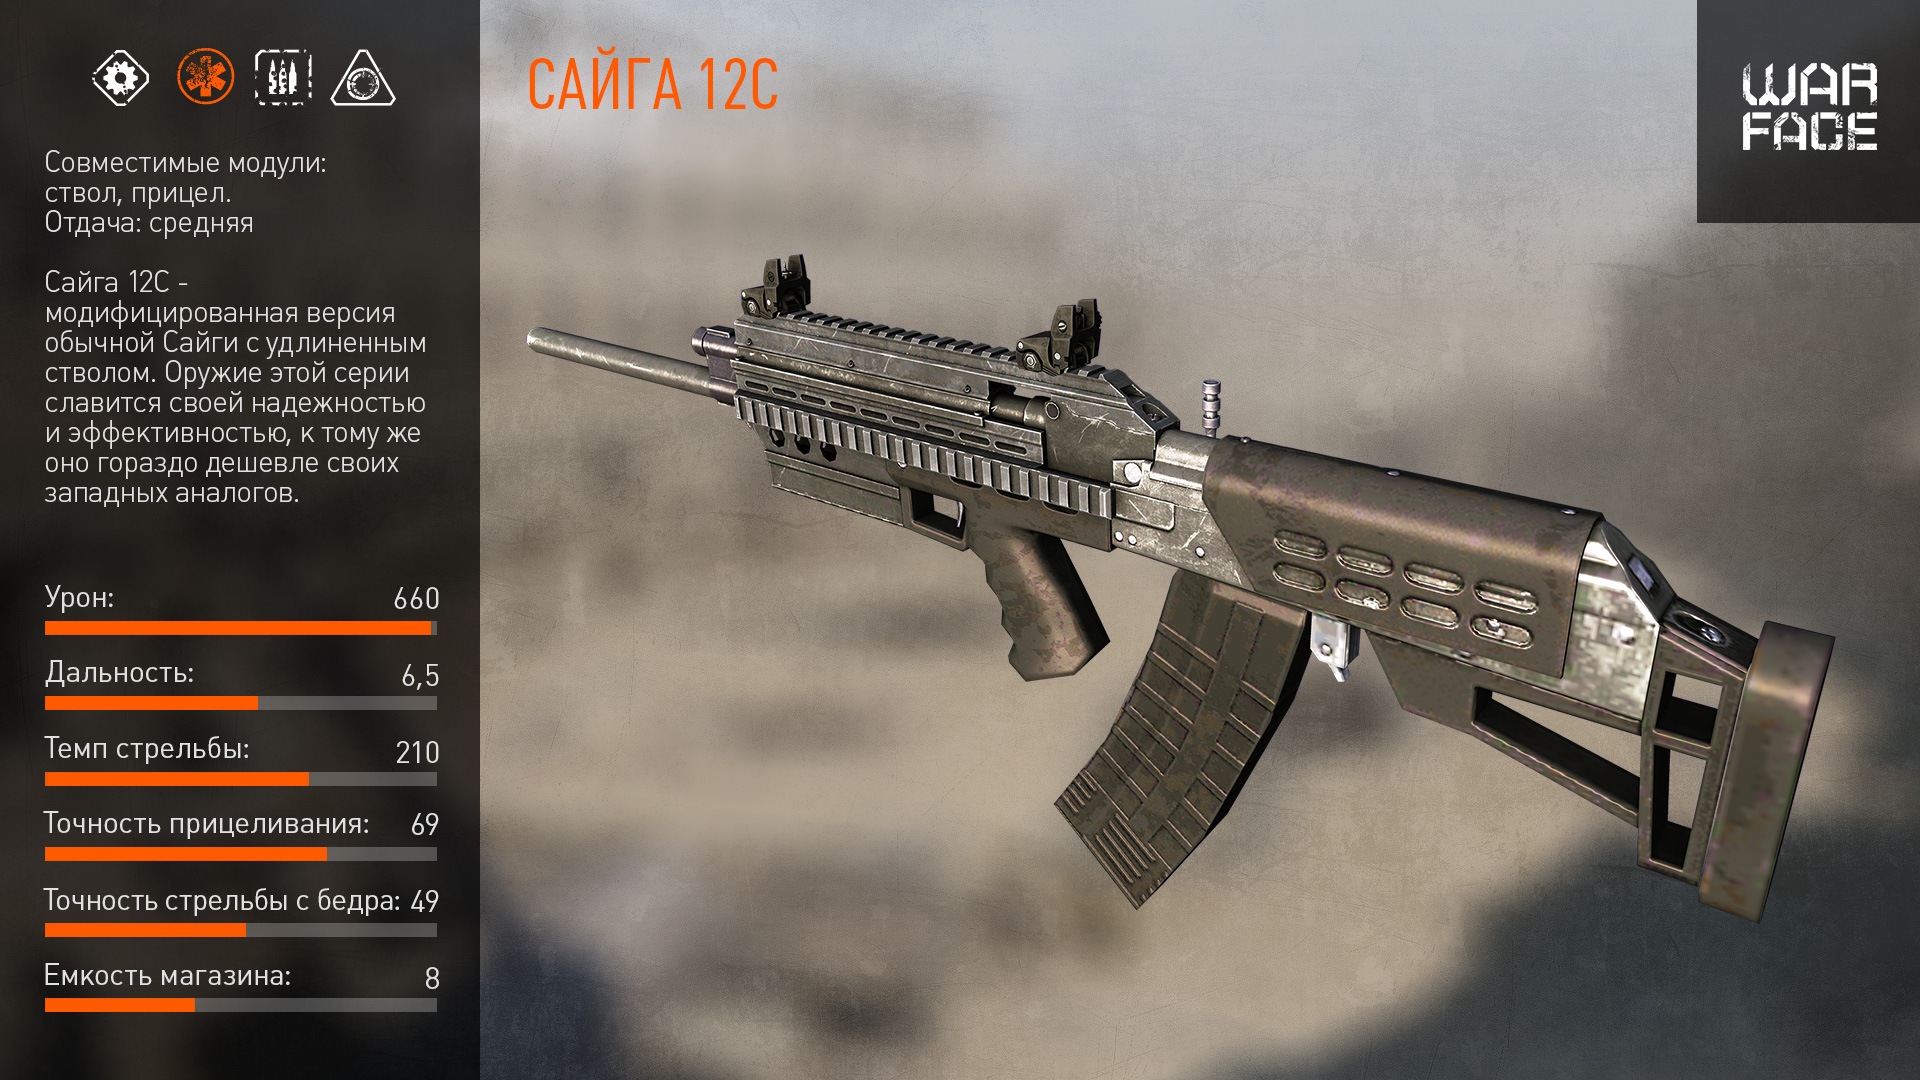 САЙГА 12С
WAR
FACE
Совместимые модули:
ствол, прицел.
Отдача: средняя
Сайга 12С -
модифицированная версия
обычной Сайги с удлиненным
стволом. Оружие этой серии
славится своей надежностью
и эффективностью, к тому же
оно гораздо дешевле своих
западных аналогов.
Урон: 660
Дальность: 6,5
Темп стрельбы: 210
Точность прицеливания: 69
Точность стрельбы с бедра: 49
Емкость магазина: 8